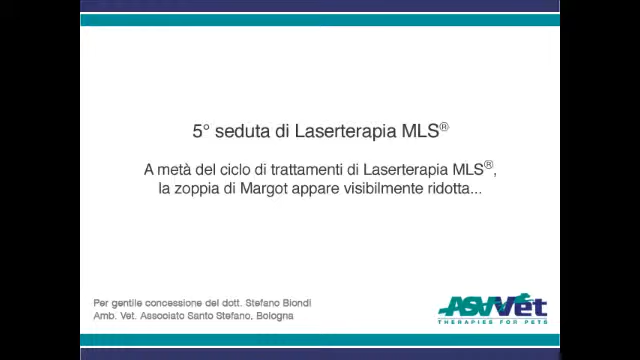 5° seduta di Laserterapia MLS®
A metà del ciclo di trattamenti di Laserterapia MLS®,
la zoppia di Margot appare visibilmente ridotta...
Per gentile concessione del dott. Stefano Biondi
Amb. Vet. Associato Santo Stefano, Bologna
ASAVet
THERAPIES FOR PETS